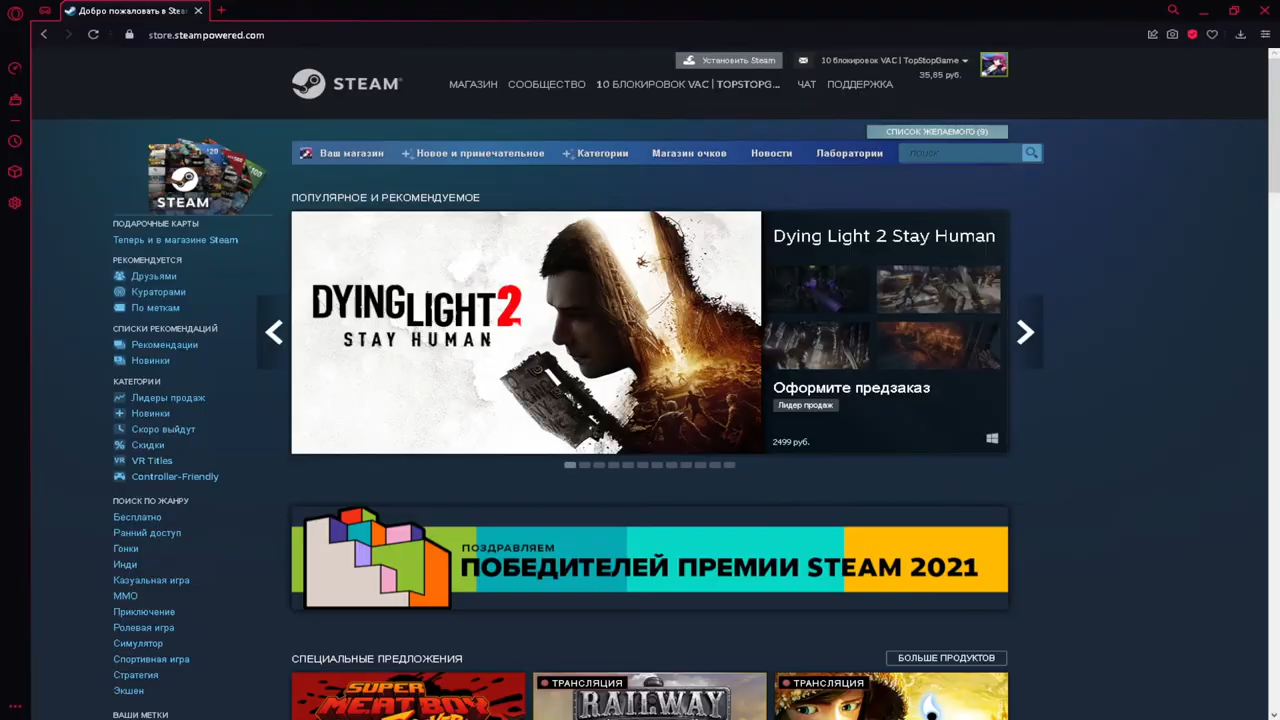 Добро пожаловать в Stea
store.steampowered.com
Установить Steam
10 блокировок VAC | TopStopGame
35,65 руб.
STEAM
МАГАЗИН
СООБЩЕСТВО
10 БЛОКИРОВОК VAC | TOPSTOPG...
ЧАТ
ПОДДЕРЖКА
СПИСОК ЖЕЛАЕМОГО (9)
Ваш магазин
Новое и примечательное
Категории
Магазин очков
Новости
Лаборатории
поиск
STEAM
ПОДАРОЧНЫЕ КАРТЫ
Теперь и в магазине Steam
РЕКОМЕНДУЕТСЯ
Друзьями
Кураторами
По меткам
СПИСКИ РЕКОМЕНДАЦИЙ
Рекомендации
Новинки
КАТЕГОРИИ
Лидеры продаж
Новинки
Скоро выйдут
Скидки
VR Titles
Controller-Friendly
ПОИСК ПО ЖАНРУ
Бесплатно
Ранний доступ
Гонки
Инди
Казуальная игра
ММО
Приключение
Ролевая игра
Симулятор
Спортивная игра
Стратегия
Экшен
ВАШИ МЕТКИ
ПОПУЛЯРНОЕ И РЕКОМЕНДУЕМОЕ
DYING LIGHT 2
STAY HUMAN
Dying Light 2 Stay Human
Оформите предзаказ
Лидер продаж
2499 руб.
ПОЗДРАВЛЯЕМ
ПОБЕДИТЕЛЕЙ ПРЕМИИ STEAM 2021
СПЕЦИАЛЬНЫЕ ПРЕДЛОЖЕНИЯ
БОЛЬШЕ ПРОДУКТОВ
SUPER
MEAT BOY
ТРАНСЛЯЦИЯ
RAILWAY
ТРАНСЛЯЦИЯ